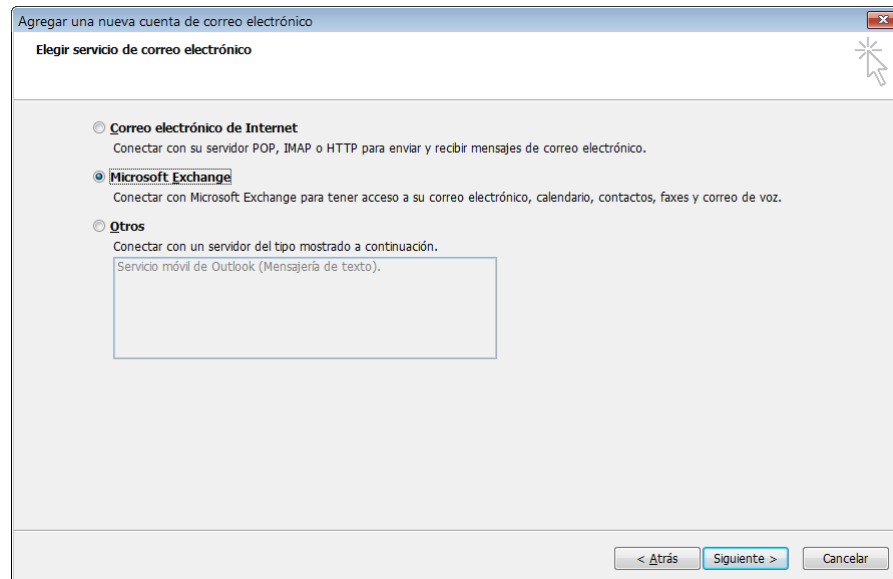 Agregar una nueva cuenta de correo electrónico
Elegir servicio de correo electrónico
Correo electrónico de Internet
Conectar con su servidor POP, IMAP o HTTP para enviar y recibir mensajes de correo electrónico.
Microsoft Exchange
Conectar con Microsoft Exchange para tener acceso a su correo electrónico, calendario, contactos, faxes y correo de voz.
Otros
Conectar con un servidor del tipo mostrado a continuación.
Servicio móvil de Outlook (Mensajería de texto).
< Atrás Siguiente > Cancelar